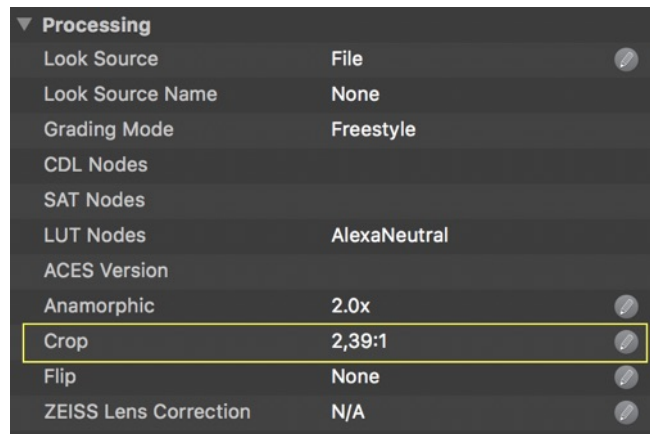 Processing
Look Source File
Look Source Name None
Grading Mode Freestyle
CDL Nodes
SAT Nodes
LUT Nodes AlexaNeutral
ACES Version
Anamorphic 2.0x
Crop 2,39:1
Flip None
ZEISS Lens Correction N/A